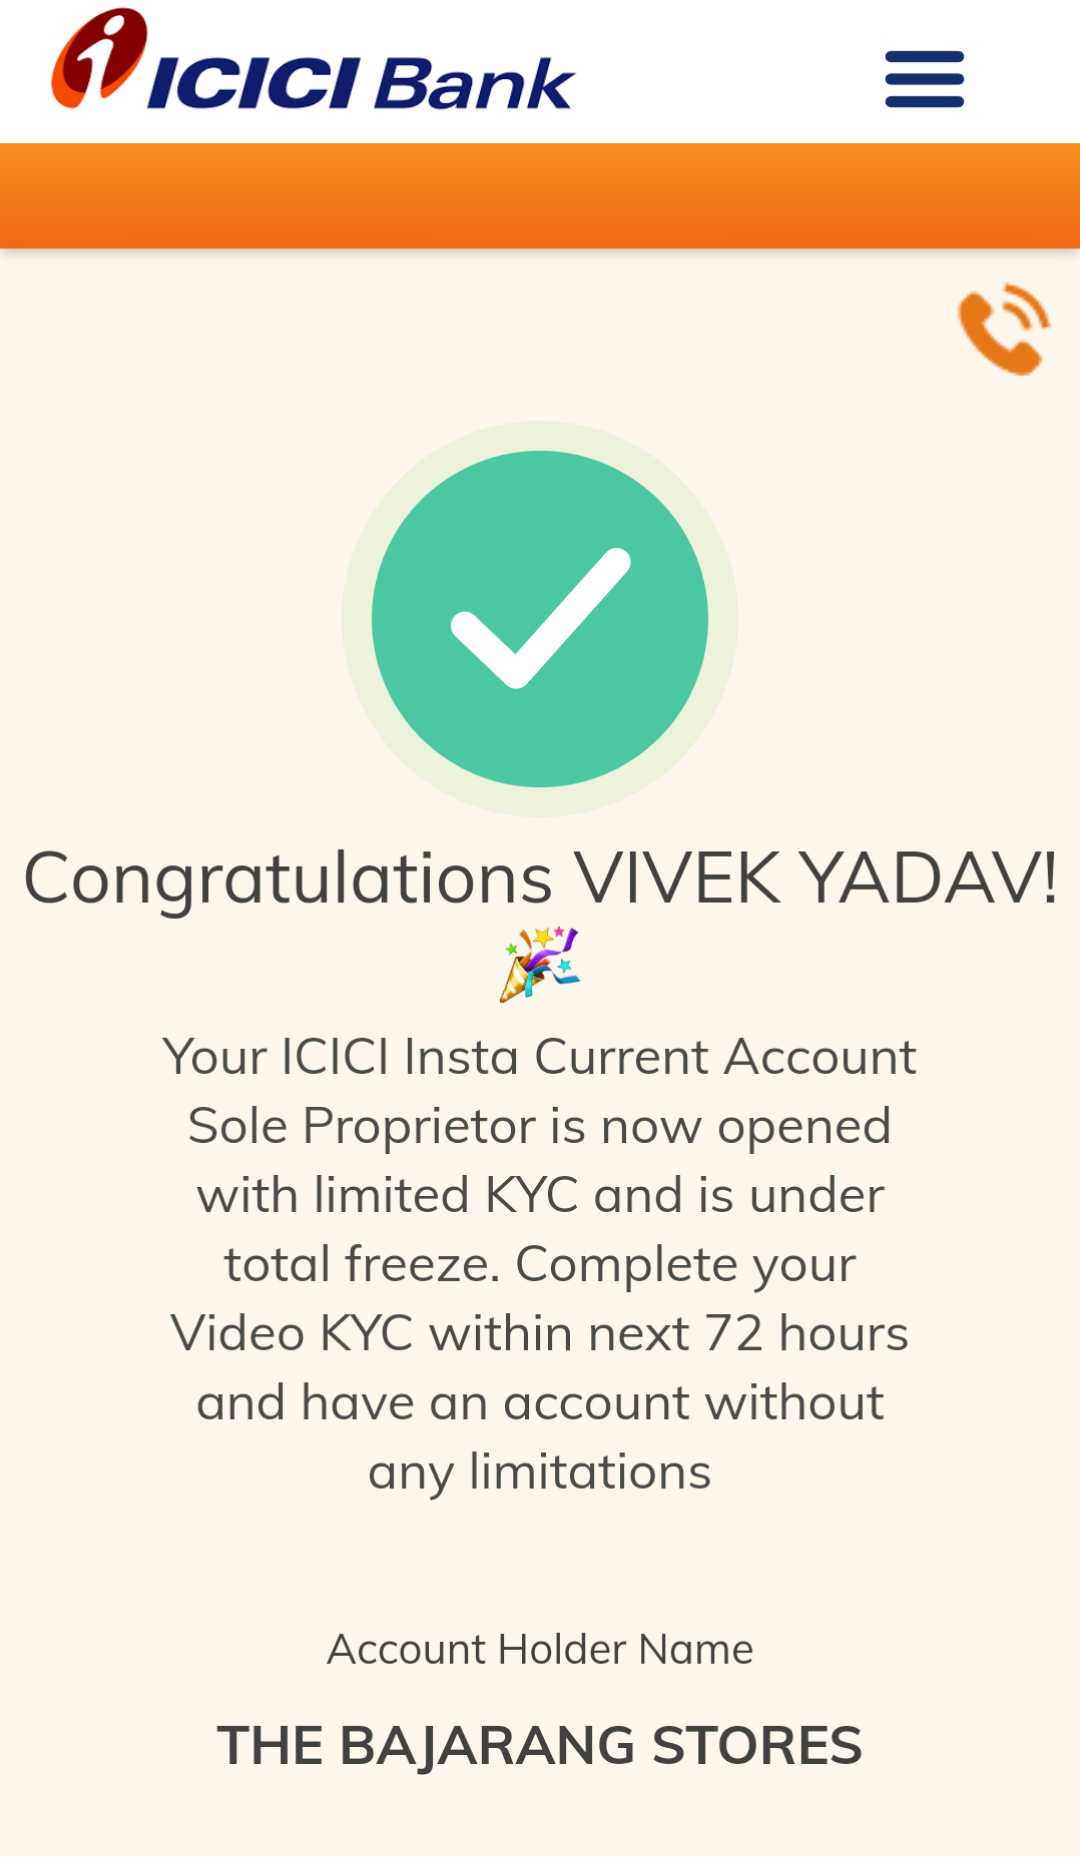 ICICI Bank
Congratulations VIVEK YADAV!
🎉
Your ICICI Insta Current Account
Sole Proprietor is now opened
with limited KYC and is under
total freeze. Complete your
Video KYC within next 72 hours
and have an account without
any limitations
Account Holder Name
THE BAJARANG STORES